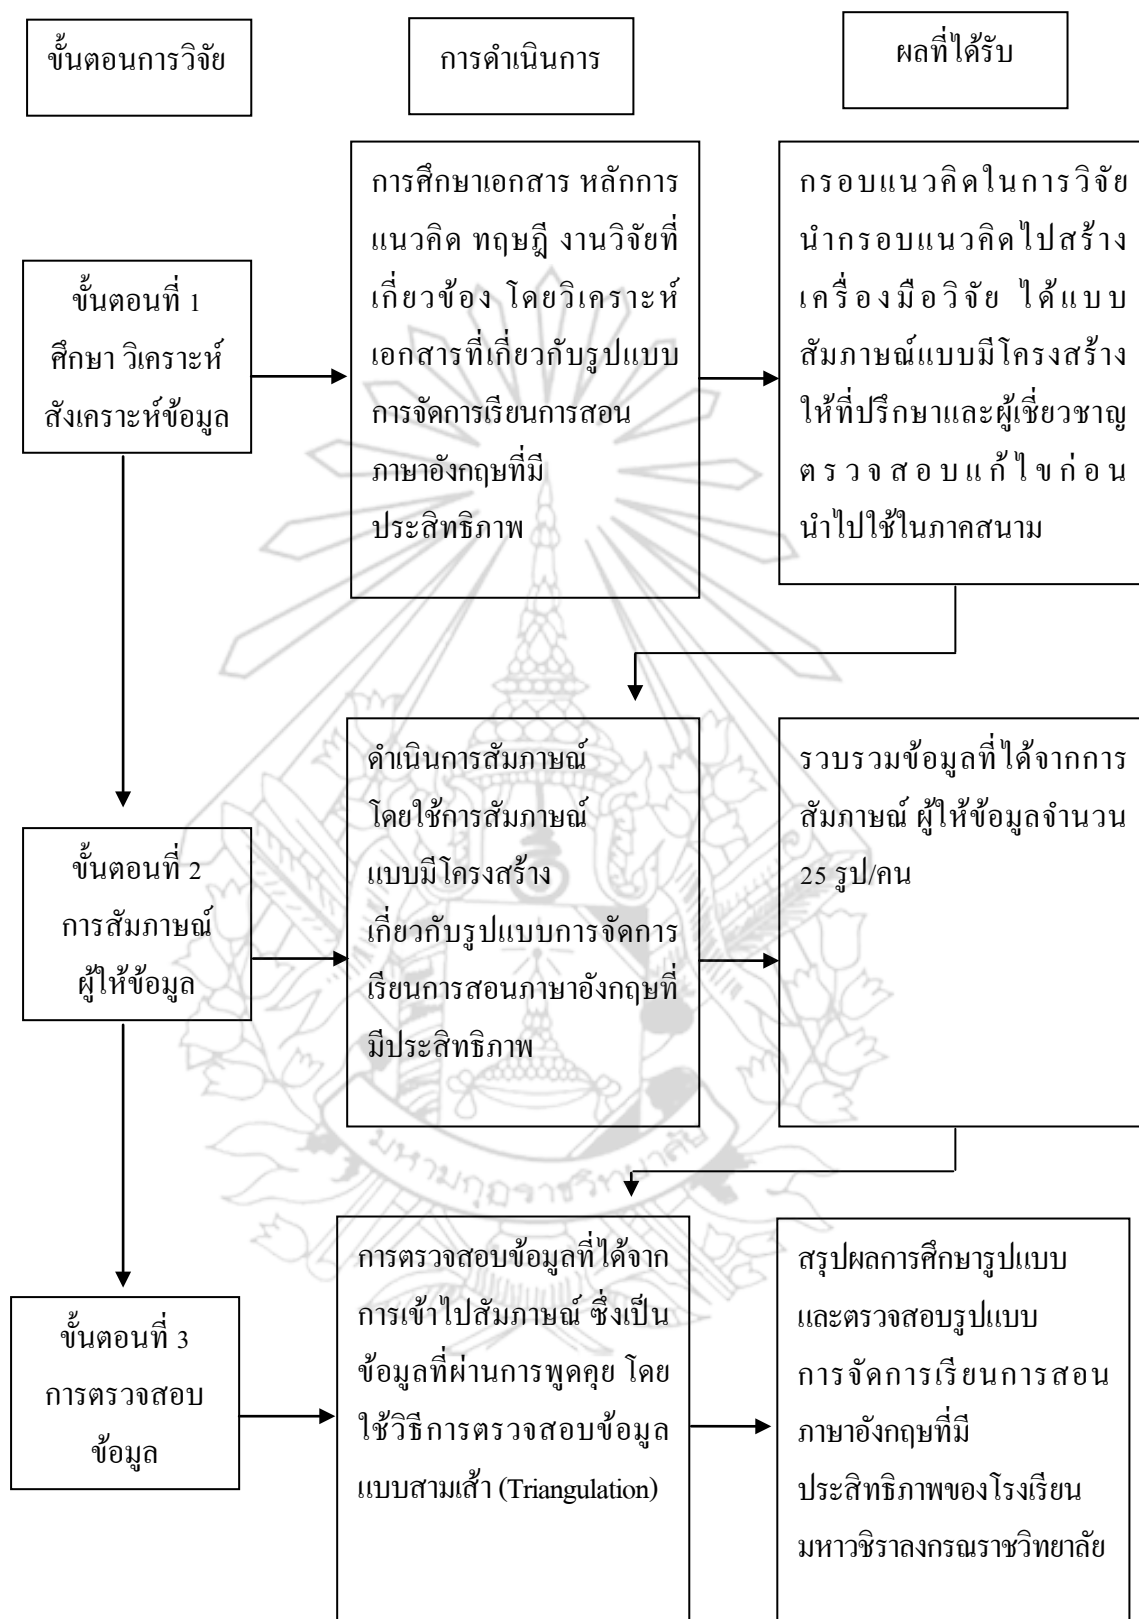 ขั้นตอนการวิจัย
การดำเนินการ
ผลที่ได้รับ
ขั้นตอนที่ 1
ศึกษา วิเคราะห์
สังเคราะห์ข้อมูล
การศึกษาเอกสาร หลักการ
แนวคิด ทฤษฎี งานวิจัยที่
เกี่ยวข้อง โดยวิเคราะห์
เอกสารที่เกี่ยวกับรูปแบบ
การจัดการเรียนการสอน
ภาษาอังกฤษที่มี
ประสิทธิภาพ
กรอบแนวคิดในการวิจัย
นำกรอบแนวคิดไปสร้าง
เครื่องมือวิจัย ได้แบบ
สัมภาษณ์แบบมีโครงสร้าง
ให้ที่ปรึกษาและผู้เชี่ยวชาญ
ตรวจสอบแก้ไขก่อน
นำไปใช้ในภาคสนาม
ขั้นตอนที่ 2
การสัมภาษณ์
ผู้ให้ข้อมูล
ดำเนินการสัมภาษณ์
โดยใช้การสัมภาษณ์
แบบมีโครงสร้าง
เกี่ยวกับรูปแบบการจัดการ
เรียนการสอนภาษาอังกฤษที่
มีประสิทธิภาพ
รวบรวมข้อมูลที่ได้จากการ
สัมภาษณ์ ผู้ให้ข้อมูลจำนวน
25 รูป/คน
มหามกุฏราชวิทยาลัย
ขั้นตอนที่ 3
การตรวจสอบ
ข้อมูล
การตรวจสอบข้อมูลที่ได้จาก
การเข้าไปสัมภาษณ์ ซึ่งเป็น
ข้อมูลที่ผ่านการพูดคุย โดย
ใช้วิธีการตรวจสอบข้อมูล
แบบสามเส้า (Triangulation)
สรุปผลการศึกษารูปแบบ
และตรวจสอบรูปแบบ
การจัดการเรียนการสอน
ภาษาอังกฤษที่มี
ประสิทธิภาพของโรงเรียน
มหาวชิราลงกรณราชวิทยาลัย